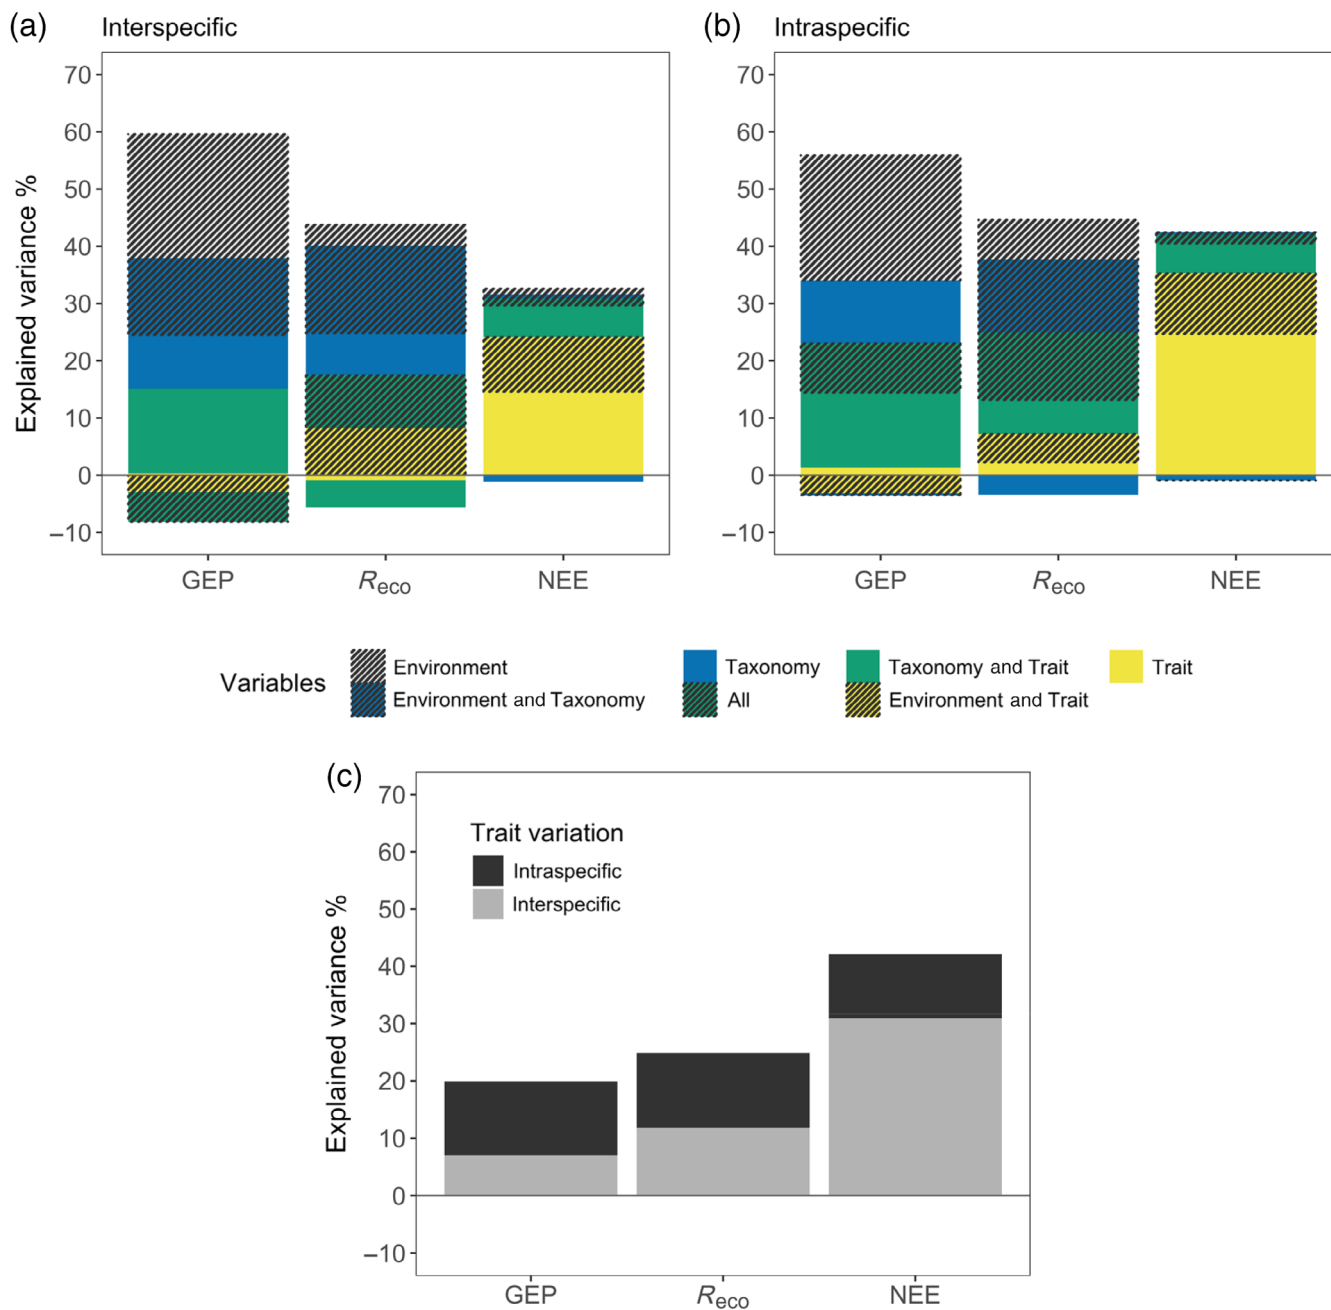 (a) Interspecific
(b) Intraspecific
Explained variance %
70
60
50
40
30
20
10
0
−10
GEP
Reco
NEE
70
60
50
40
30
20
10
0
−10
GEP
Reco
NEE
Variables
Environment
Taxonomy
Taxonomy and Trait
Trait
Environment and Taxonomy
All
Environment and Trait
(c)
Explained variance %
70
60
50
40
30
20
10
0
−10
Trait variation
Intraspecific
Interspecific
GEP
Reco
NEE